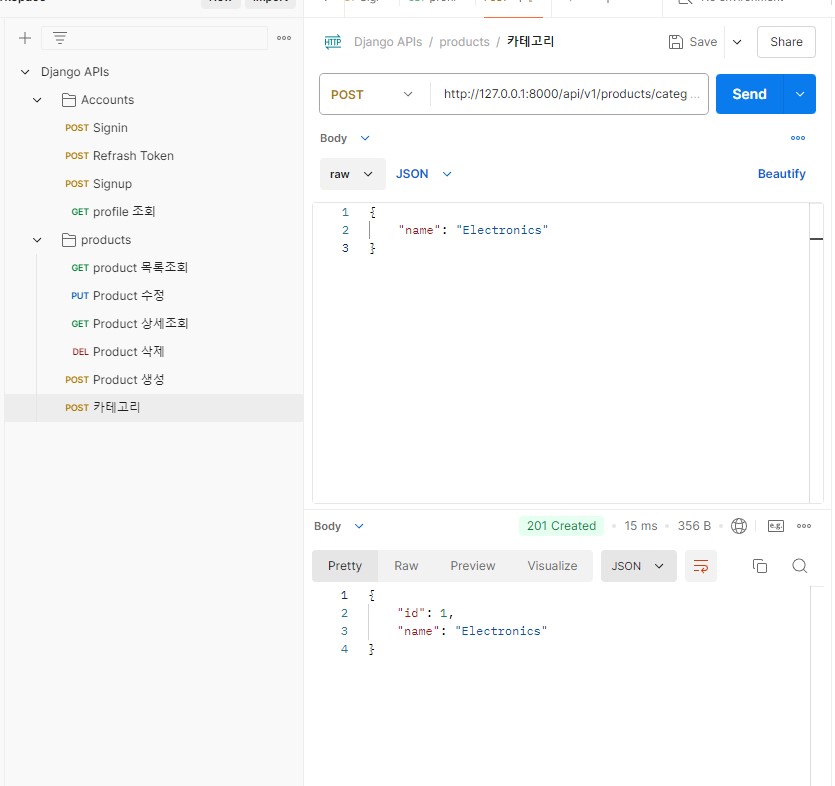 Django APIs / products / 카테고리
Save
Share
Django APIs
Accounts
POST Signin
POST Refrash Token
POST Signup
GET profile 조회
products
GET product 목록조회
PUT Product 수정
GET Product 상세조회
DEL Product 삭제
POST Product 생성
POST 카테고리
POST
http://127.0.0.1:8000/api/v1/products/categ ...
Send
Body
raw
JSON
Beautify
1 {
2 "name": "Electronics"
3 }
Body
201 Created
15 ms
356 B
e.g.
Pretty
Raw
Preview
Visualize
JSON
1 {
2 "id": 1,
3 "name": "Electronics"
4 }